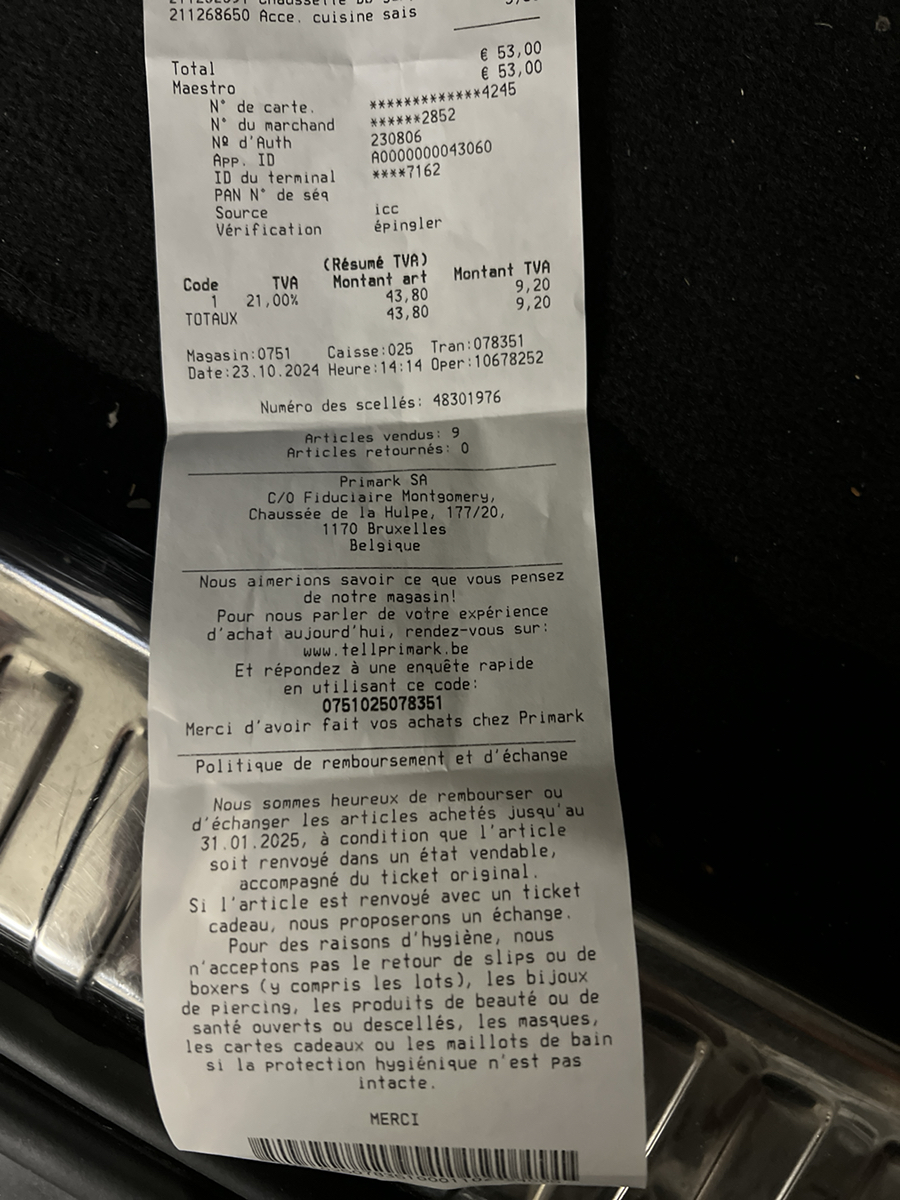 211268650 Acce. cuisine sais
Total € 53,00
Maestro € 53,00
N° de carte. *************4245
N° du marchand ******2852
Nº d'Auth 230806
App. ID A0000000043060
ID du terminal ****7162
PAN N° de séq
Source icc
Vérification épingler
(Résumé TVA)
Code TVA Montant art Montant TVA
1 21,00% 43,80 9,20
TOTAUX 43,80 9,20
Magasin:0751 Caisse:025 Tran:078351
Date:23.10.2024 Heure:14:14 Oper:10678252
Numéro des scellés: 48301976
Articles vendus: 9
Articles retournés: 0
Primark SA
C/O Fiduciaire Montgomery,
Chaussée de la Hulpe, 177/20,
1170 Bruxelles
Belgique
Nous aimerions savoir ce que vous pensez
de notre magasin!
Pour nous parler de votre expérience
d'achat aujourd'hui, rendez-vous sur:
www.tellprimark.be
Et répondez à une enquête rapide
en utilisant ce code:
0751025078351
Merci d'avoir fait vos achats chez Primark
Politique de remboursement et d'échange
Nous sommes heureux de rembourser ou
d'échanger les articles achetés jusqu'au
31.01.2025, à condition que l'article
soit renvoyé dans un état vendable,
accompagné du ticket original.
Si l'article est renvoyé avec un ticket
cadeau, nous proposerons un échange.
Pour des raisons d'hygiène, nous
n'acceptons pas le retour de slips ou de
boxers (y compris les lots), les bijoux
de piercing, les produits de beauté ou de
santé ouverts ou descellés, les masques,
les cartes cadeaux ou les maillots de bain
si la protection hygiénique n'est pas
intacte.
MERCI